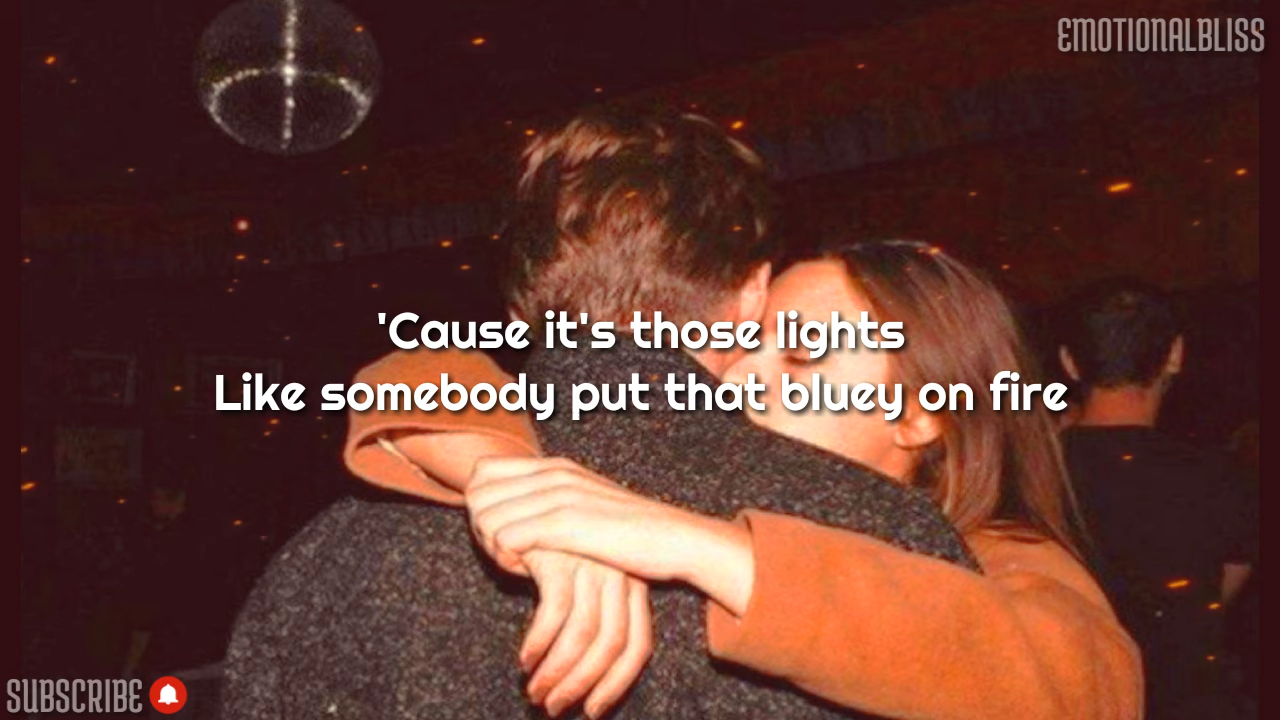 EMOTIONALBLISS
'Cause it's those lights
Like somebody put that bluey on fire
SUBSCRIBE